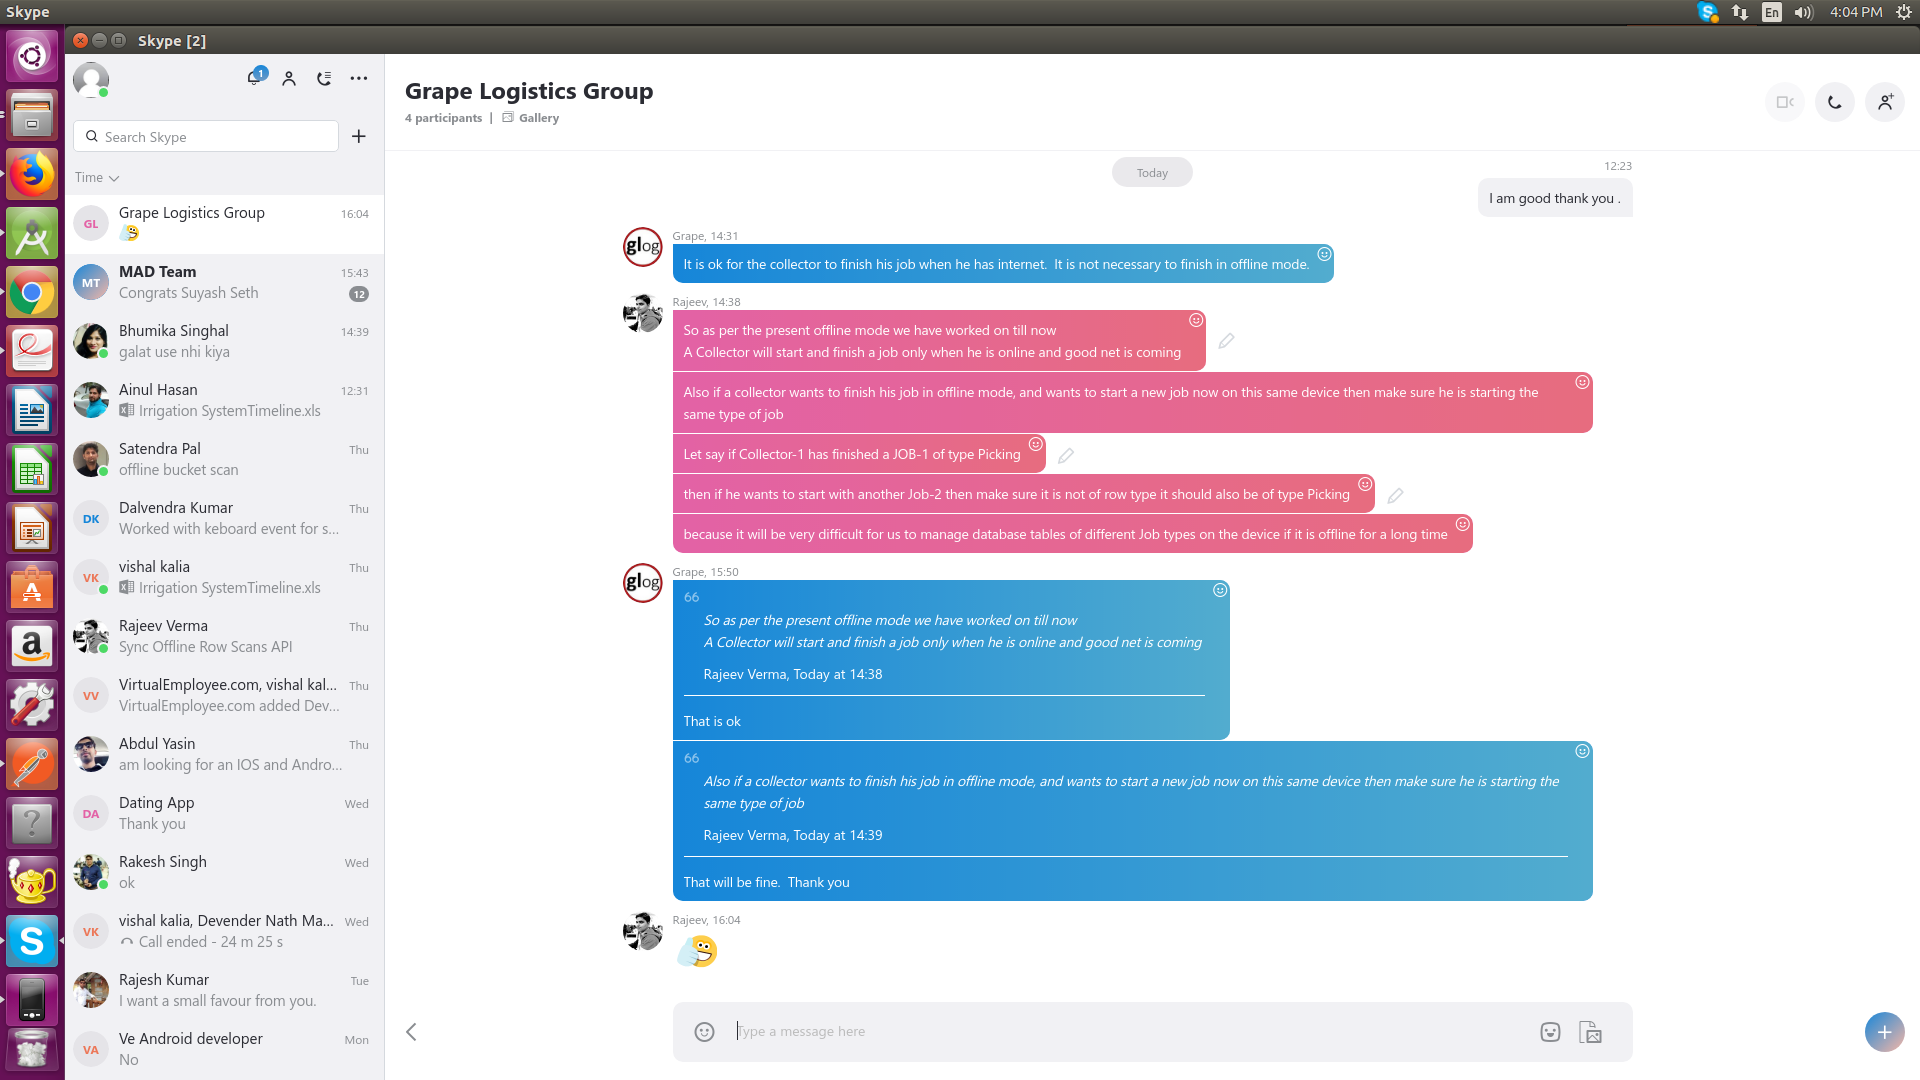 Skype
En
4:04 PM
Skype [2]
1
Search Skype
Time
GL
Grape Logistics Group
16:04
MT
MAD Team
15:43
Congrats Suyash Seth
12
Bhumika Singhal
14:39
galat use nhi kiya
Ainul Hasan
12:31
Irrigation SystemTimeline.xls
Satendra Pal
Thu
offline bucket scan
DK
Dalvendra Kumar
Thu
Worked with keboard event for s...
VK
vishal kalia
Thu
Irrigation SystemTimeline.xls
Rajeev Verma
Thu
Sync Offline Row Scans API
VV
VirtualEmployee.com, vishal kal...
Thu
VirtualEmployee.com added Dev...
Abdul Yasin
Thu
am looking for an IOS and Andro...
DA
Dating App
Wed
Thank you
Rakesh Singh
Wed
ok
VK
vishal kalia, Devender Nath Ma...
Wed
Call ended - 24 m 25 s
Rajesh Kumar
Tue
I want a small favour from you.
VA
Ve Android developer
Mon
No
Grape Logistics Group
4 participants | Gallery
Today
12:23
I am good thank you .
glog
Grape, 14:31
It is ok for the collector to finish his job when he has internet.  It is not necessary to finish in offline mode.
Rajeev, 14:38
So as per the present offline mode we have worked on till now
A Collector will start and finish a job only when he is online and good net is coming
Also if a collector wants to finish his job in offline mode, and wants to start a new job now on this same device then make sure he is starting the
same type of job
Let say if Collector-1 has finished a JOB-1 of type Picking
then if he wants to start with another Job-2 then make sure it is not of row type it should also be of type Picking
because it will be very difficult for us to manage database tables of different Job types on the device if it is offline for a long time
glog
Grape, 15:50
So as per the present offline mode we have worked on till now
A Collector will start and finish a job only when he is online and good net is coming
Rajeev Verma, Today at 14:38
That is ok
Also if a collector wants to finish his job in offline mode, and wants to start a new job now on this same device then make sure he is starting the
same type of job
Rajeev Verma, Today at 14:39
That will be fine.  Thank you
Rajeev, 16:04
Type a message here